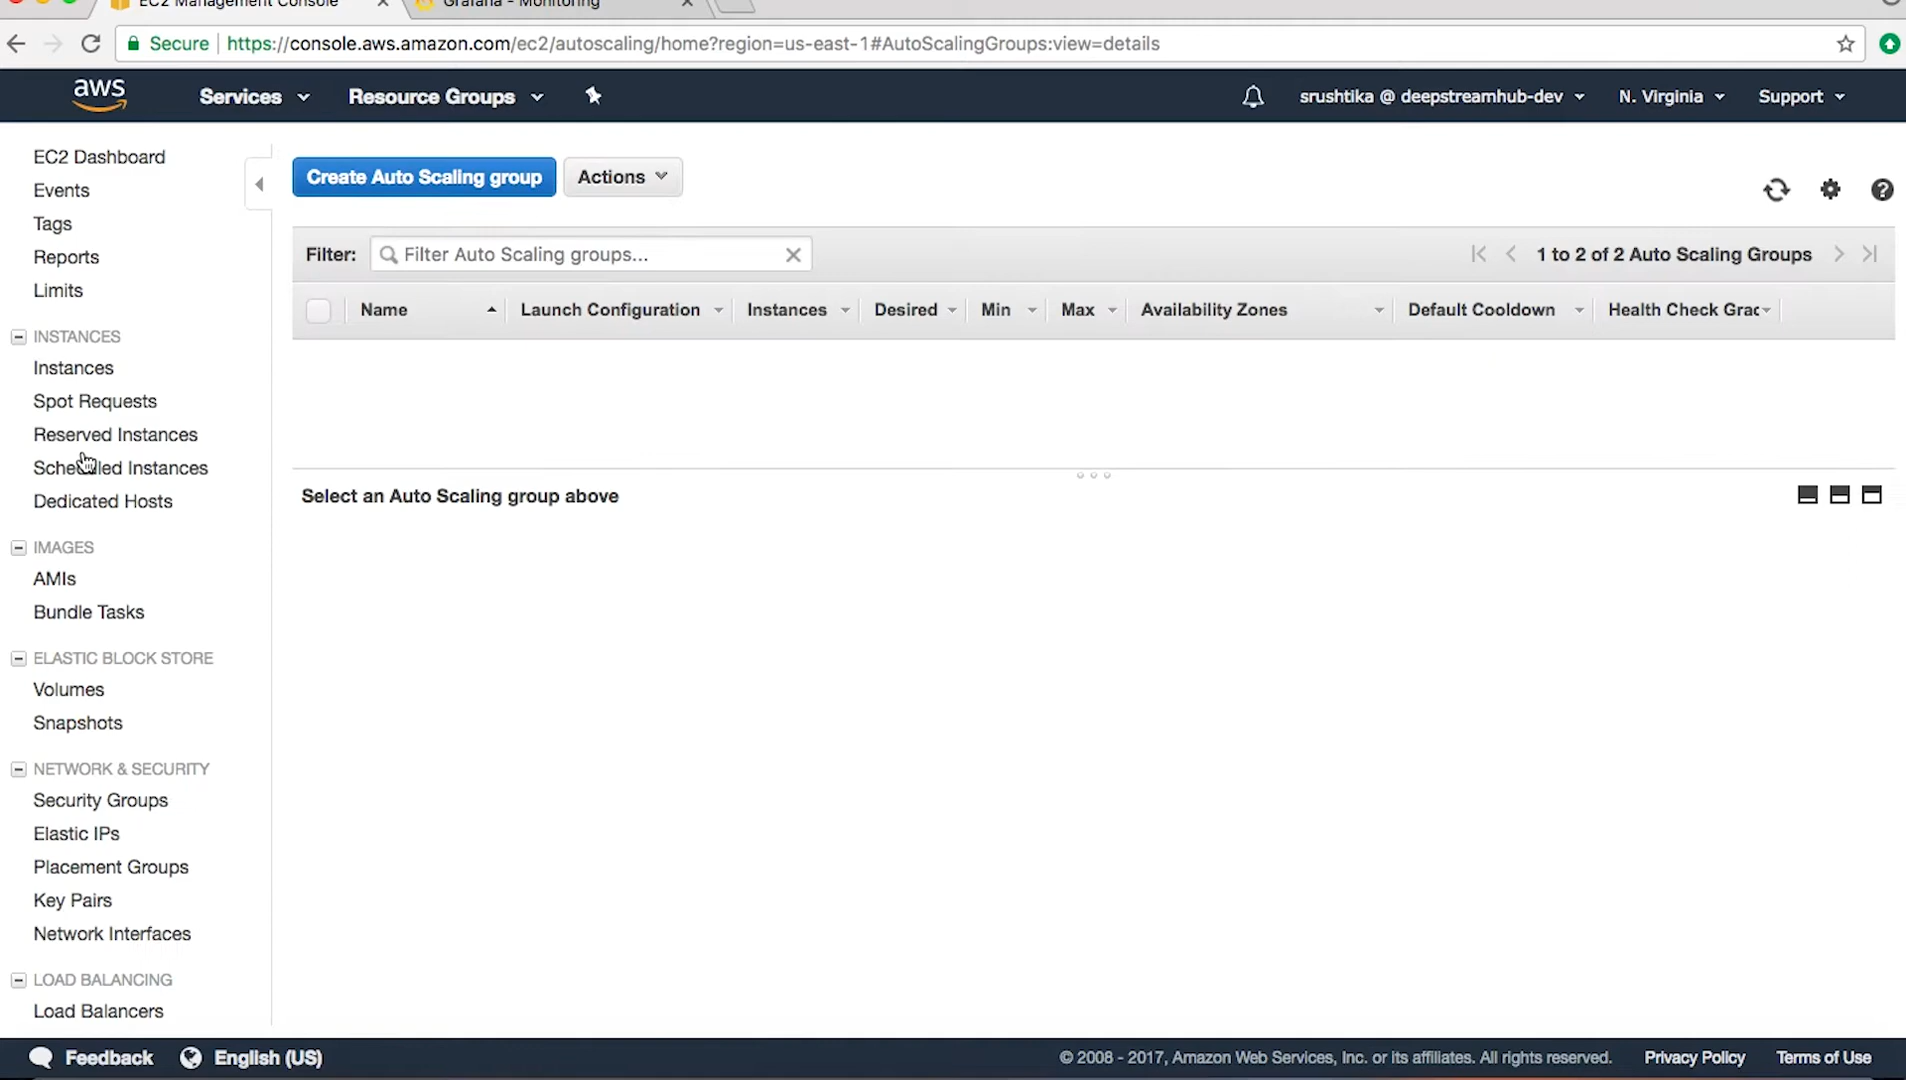 EC2 Management Console
Grafana - Monitoring
Secure
https://console.aws.amazon.com/ec2/autoscaling/home?region=us-east-1#AutoScalingGroups:view=details
aws
Services
Resource Groups
srushtika @ deepstreamhub-dev
N. Virginia
Support
EC2 Dashboard
Events
Tags
Reports
Limits
INSTANCES
Instances
Spot Requests
Reserved Instances
Scheduled Instances
Dedicated Hosts
IMAGES
AMIs
Bundle Tasks
ELASTIC BLOCK STORE
Volumes
Snapshots
NETWORK & SECURITY
Security Groups
Elastic IPs
Placement Groups
Key Pairs
Network Interfaces
LOAD BALANCING
Load Balancers
Create Auto Scaling group
Actions
Filter:
Filter Auto Scaling groups...
1 to 2 of 2 Auto Scaling Groups
Name
Launch Configuration
Instances
Desired
Min
Max
Availability Zones
Default Cooldown
Health Check Grac
Select an Auto Scaling group above
Feedback
English (US)
© 2008 - 2017, Amazon Web Services, Inc. or its affiliates. All rights reserved.
Privacy Policy
Terms of Use